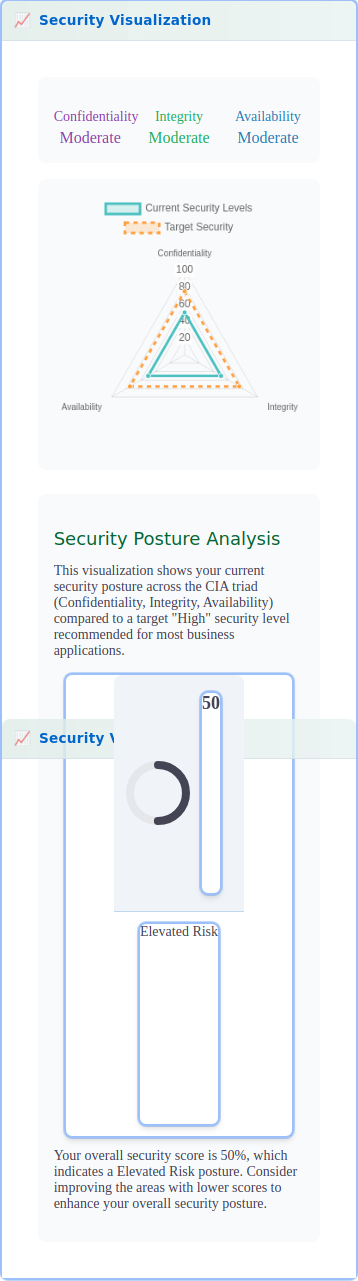 📈 Security Visualization
Confidentiality Integrity Availability
Moderate Moderate Moderate
Current Security Levels
Target Security
Confidentiality
100
80
60
40
20
Availability Integrity
Security Posture Analysis
This visualization shows your current
security posture across the CIA triad
(Confidentiality, Integrity, Availability)
compared to a target "High" security level
recommended for most business
applications.
50
📈 Security V
Elevated Risk
Your overall security score is 50%, which
indicates a Elevated Risk posture. Consider
improving the areas with lower scores to
enhance your overall security posture.